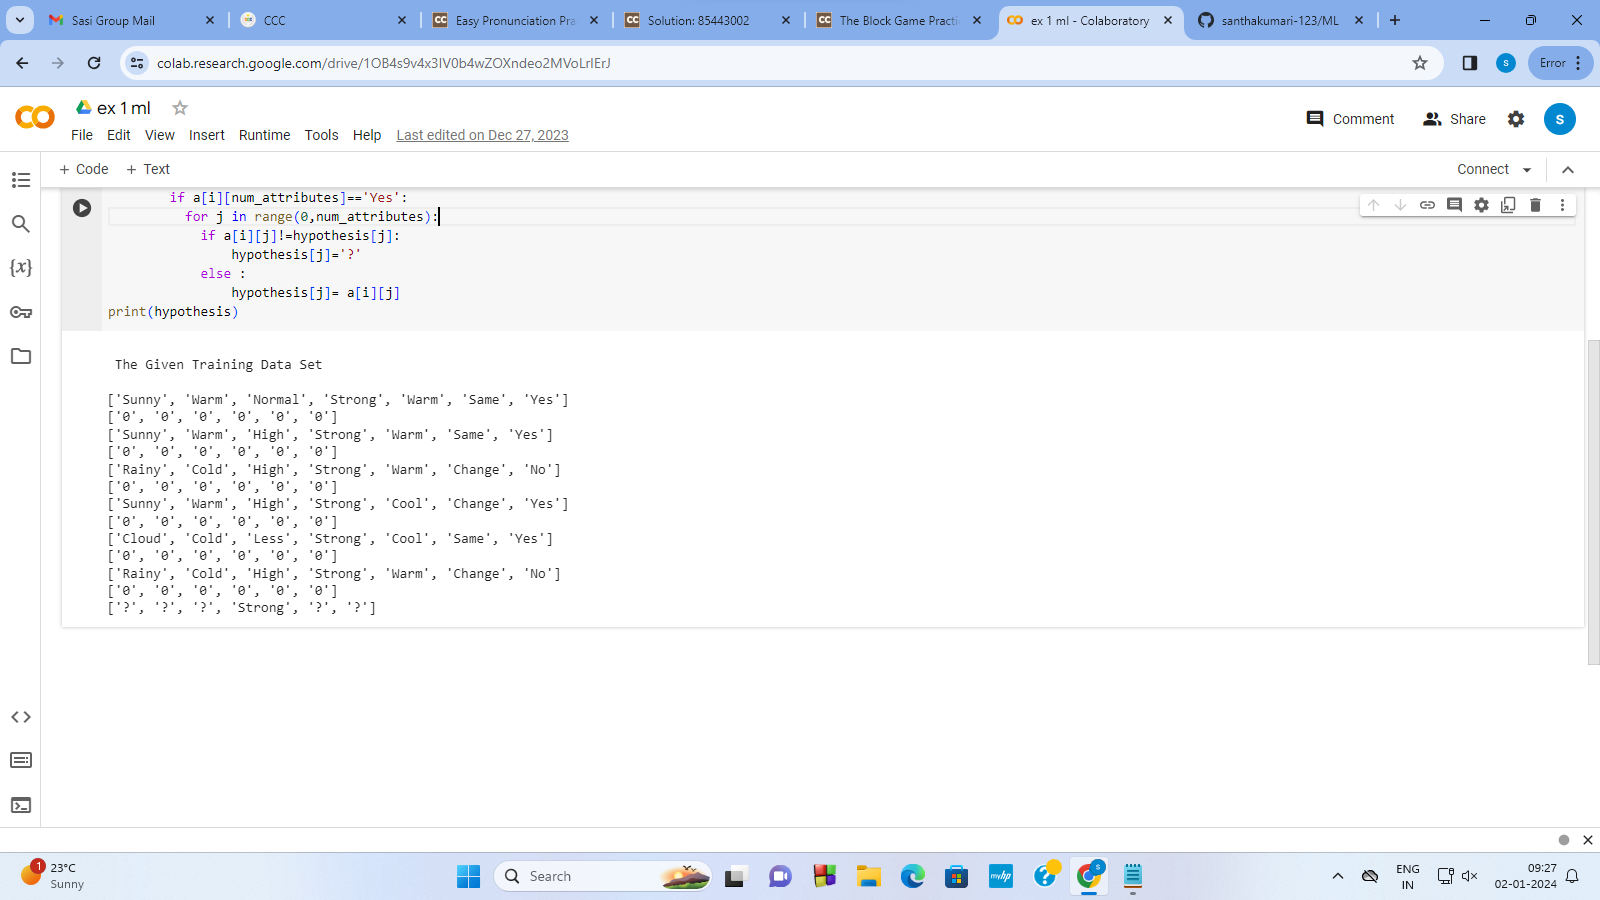 Sasi Group Mail
CCC
Easy Pronunciation Pra
Solution: 85443002
The Block Game Practi
ex 1 ml - Colaboratory
santhakumari-123/ML
colab.research.google.com/drive/1OB4s9v4x3IV0b4wZOXndeo2MVoLrIErJ
S
Error
ex 1 ml
File Edit View Insert Runtime Tools Help Last edited on Dec 27, 2023
Comment
Share
S
+ Code + Text
Connect
if a[i][num_attributes]=='Yes':
for j in range(0,num_attributes):
if a[i][j]!=hypothesis[j]:
hypothesis[j]='?'
else :
hypothesis[j]= a[i][j]
print(hypothesis)
{x}
The Given Training Data Set
['Sunny', 'Warm', 'Normal', 'Strong', 'Warm', 'Same', 'Yes']
['0', '0', '0', '0', '0', '0']
['Sunny', 'Warm', 'High', 'Strong', 'Warm', 'Same', 'Yes']
['0', '0', '0', '0', '0', '0']
['Rainy', 'Cold', 'High', 'Strong', 'Warm', 'Change', 'No']
['0', '0', '0', '0', '0', '0']
['Sunny', 'Warm', 'High', 'Strong', 'Cool', 'Change', 'Yes']
['0', '0', '0', '0', '0', '0']
['Cloud', 'Cold', 'Less', 'Strong', 'Cool', 'Same', 'Yes']
['0', '0', '0', '0', '0', '0']
['Rainy', 'Cold', 'High', 'Strong', 'Warm', 'Change', 'No']
['0', '0', '0', '0', '0', '0']
['?', '?', '?', 'Strong', '?', '?']
1
23°C
Sunny
Search
myhp
S
ENG
IN
09:27
02-01-2024